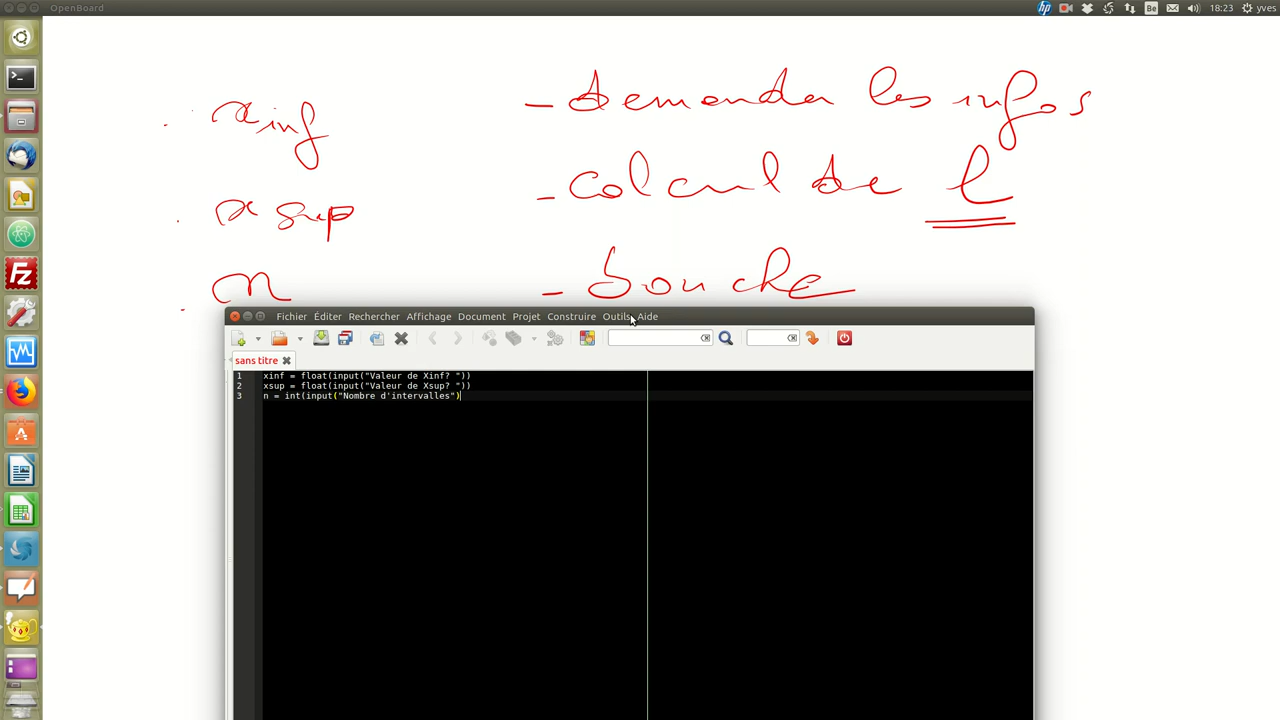 OpenBoard
Be
18:23
yves
xinf
- demander les infos
x sup
- calcul de l
n
- boucle
Fichier Éditer Rechercher Affichage Document Projet Construire Outils Aide
sans titre
1 xinf = float(input("Valeur de Xinf? "))
2 xsup = float(input("Valeur de Xsup? "))
3 n = int(input("Nombre d'intervalles")